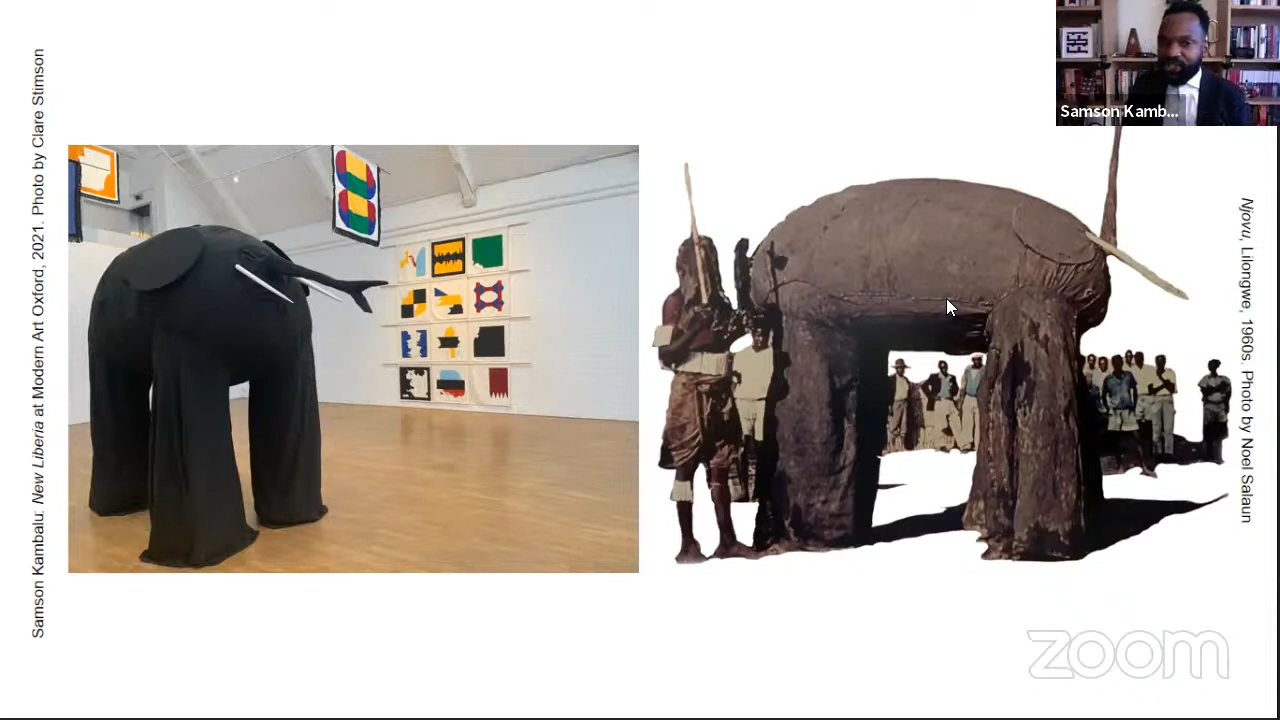 Samson Kambalu: New Liberia at Modern Art Oxford, 2021. Photo by Clare Stimson
Samson Kamb...
Njovu, Lilongwe, 1960s. Photo by Noel Salaun
zoom